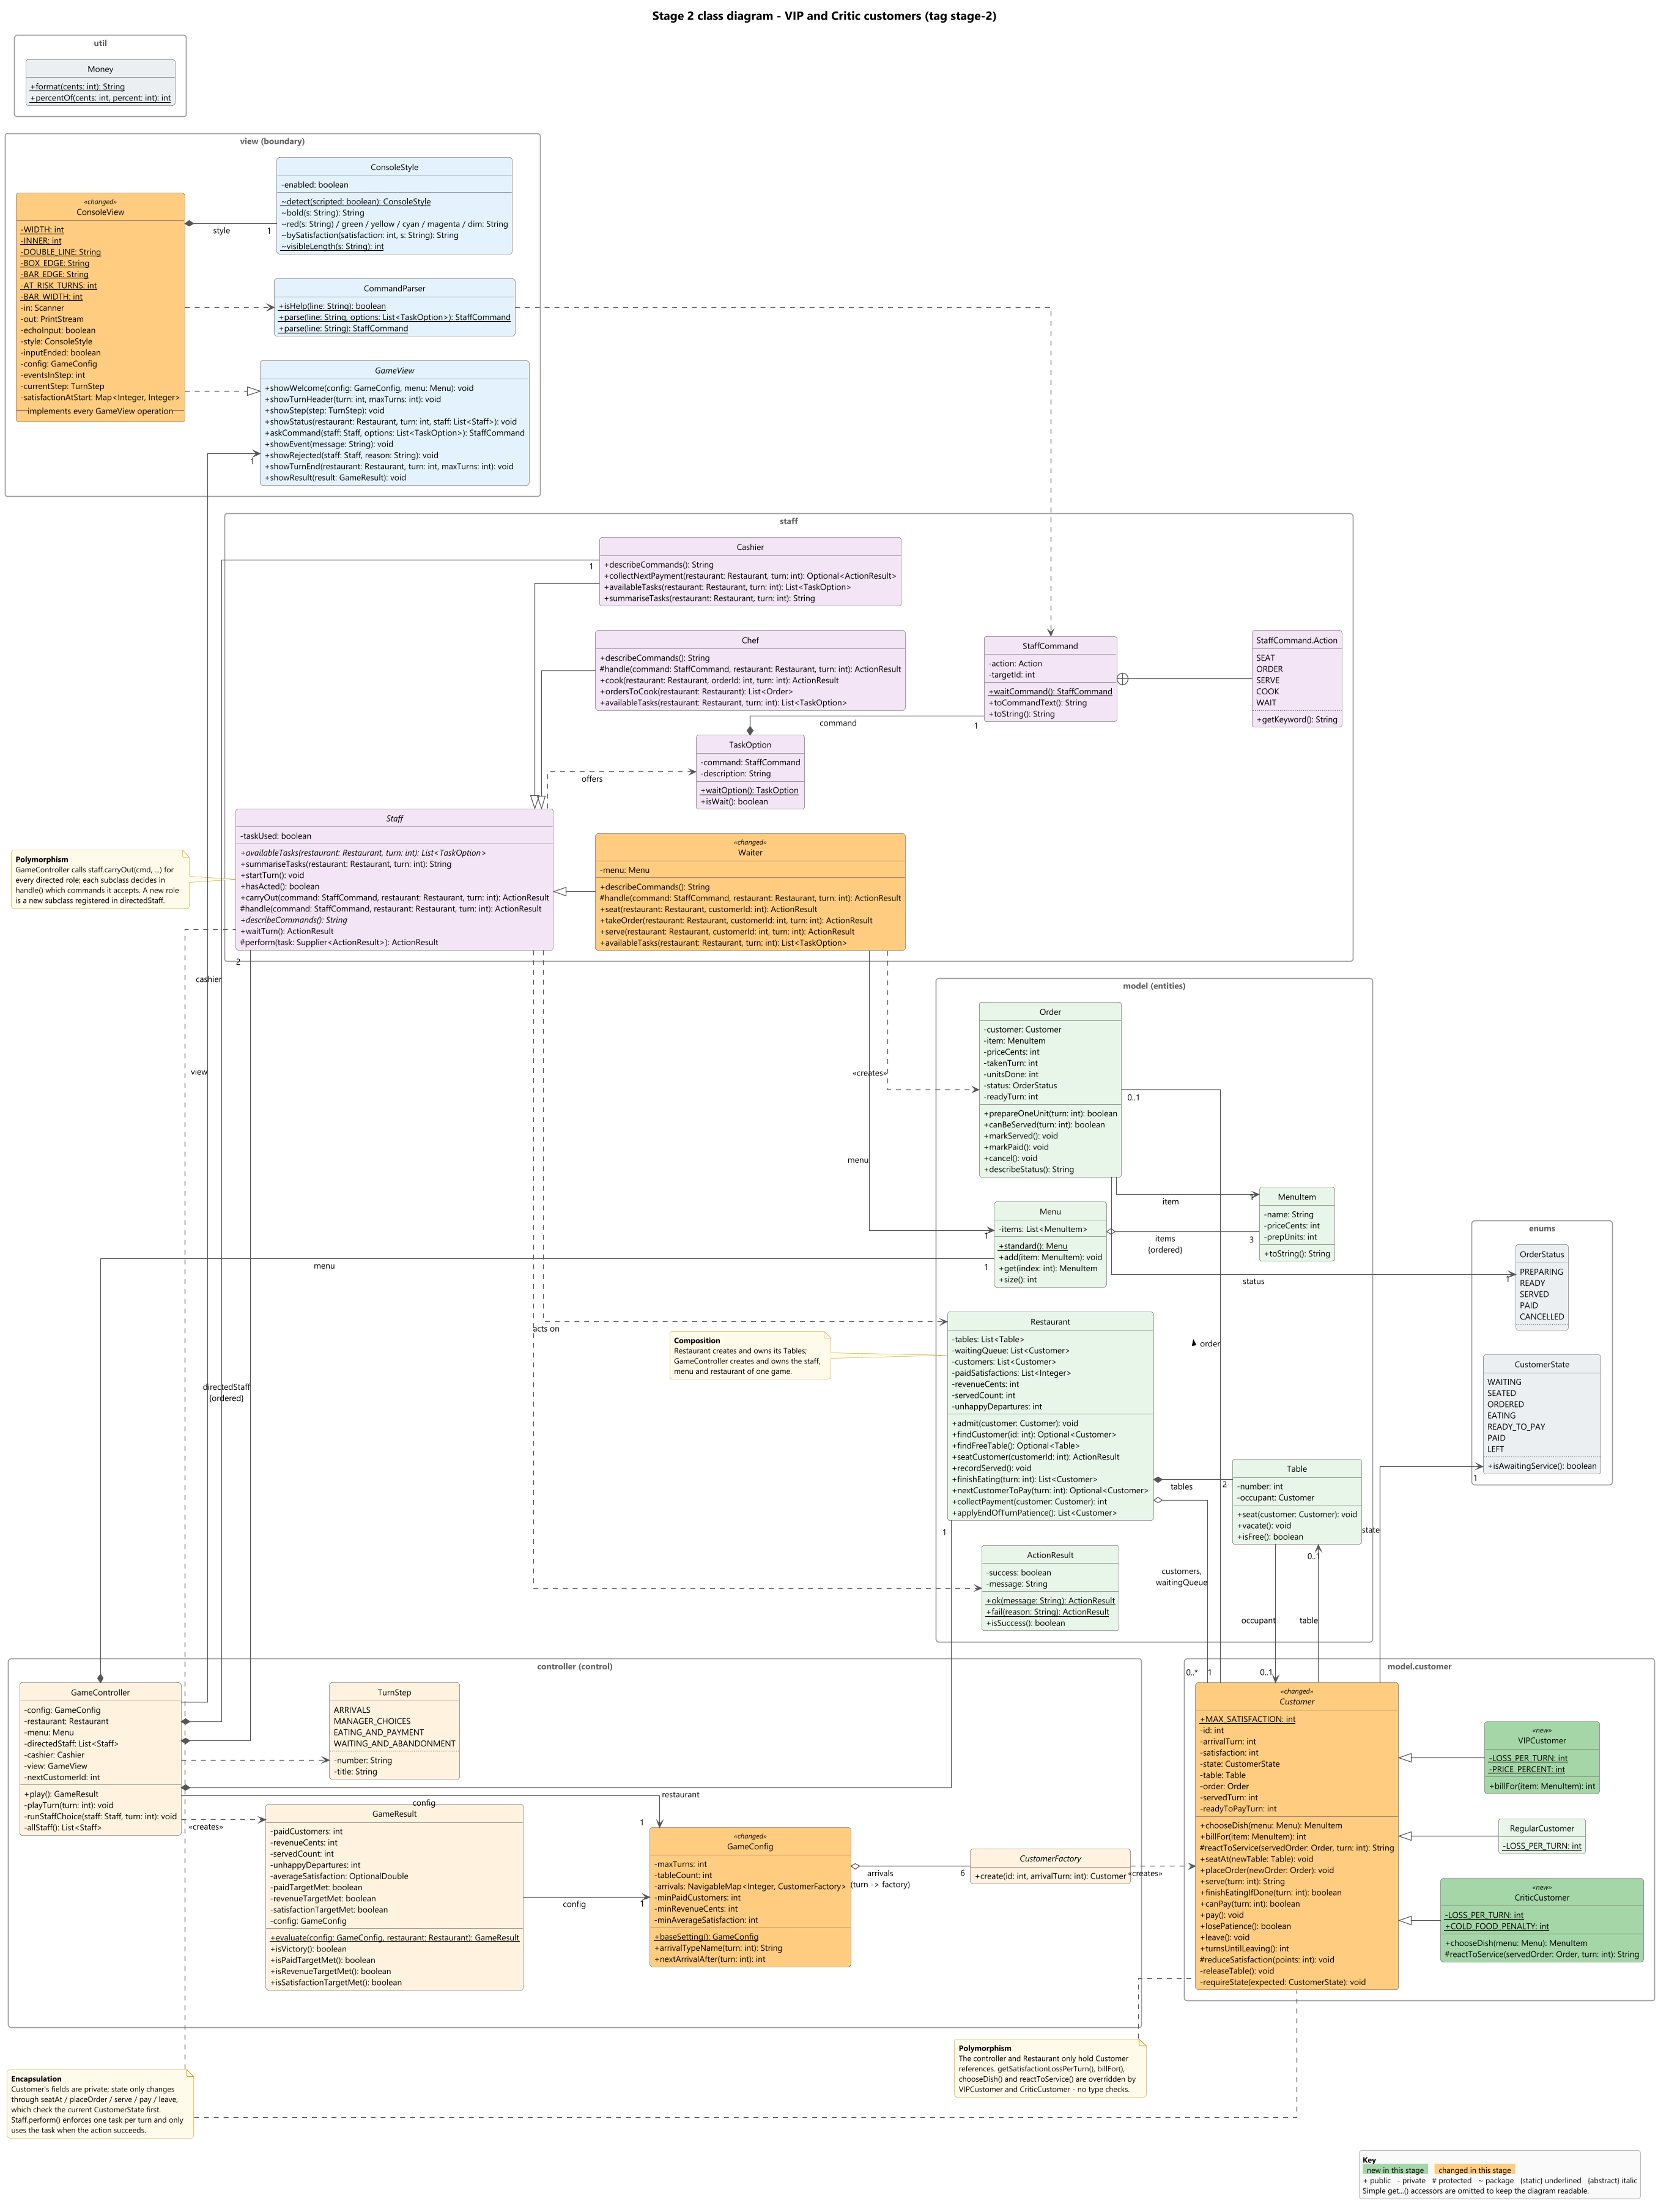 Stage 2 class diagram - VIP and Critic customers (tag stage-2)
util
Money
+format(cents: int): String
+percentOf(cents: int, percent: int): int
view (boundary)
ConsoleStyle
-enabled: boolean
~detect(scripted: boolean): ConsoleStyle
~bold(s: String): String
~red(s: String) / green / yellow / cyan / magenta / dim: String
~bySatisfaction(satisfaction: int, s: String): String
~visibleLength(s: String): int
«changed»
ConsoleView
-WIDTH: int
-INNER: int
-DOUBLE_LINE: String
-BOX_EDGE: String
-BAR_EDGE: String
-AT_RISK_TURNS: int
-BAR_WIDTH: int
-in: Scanner
-out: PrintStream
-echoInput: boolean
-style: ConsoleStyle
-inputEnded: boolean
-config: GameConfig
-eventsInStep: int
-currentStep: TurnStep
-satisfactionAtStart: Map<Integer, Integer>
implements every GameView operation
style
1
CommandParser
+isHelp(line: String): boolean
+parse(line: String, options: List<TaskOption>): StaffCommand
+parse(line: String): StaffCommand
GameView
+showWelcome(config: GameConfig, menu: Menu): void
+showTurnHeader(turn: int, maxTurns: int): void
+showStep(step: TurnStep): void
+showStatus(restaurant: Restaurant, turn: int, staff: List<Staff>): void
+askCommand(staff: Staff, options: List<TaskOption>): StaffCommand
+showEvent(message: String): void
+showRejected(staff: Staff, reason: String): void
+showTurnEnd(restaurant: Restaurant, turn: int, maxTurns: int): void
+showResult(result: GameResult): void
1
staff
Cashier
+describeCommands(): String
+collectNextPayment(restaurant: Restaurant, turn: int): Optional<ActionResult>
+availableTasks(restaurant: Restaurant, turn: int): List<TaskOption>
+summariseTasks(restaurant: Restaurant, turn: int): String
1
Chef
+describeCommands(): String
#handle(command: StaffCommand, restaurant: Restaurant, turn: int): ActionResult
+cook(restaurant: Restaurant, orderId: int, turn: int): ActionResult
+ordersToCook(restaurant: Restaurant): List<Order>
+availableTasks(restaurant: Restaurant, turn: int): List<TaskOption>
StaffCommand
-action: Action
-targetId: int
+waitCommand(): StaffCommand
+toCommandText(): String
+toString(): String
StaffCommand.Action
SEAT
ORDER
SERVE
COOK
WAIT
+getKeyword(): String
command
1
TaskOption
-command: StaffCommand
-description: String
+waitOption(): TaskOption
+isWait(): boolean
offers
Staff
-taskUsed: boolean
+availableTasks(restaurant: Restaurant, turn: int): List<TaskOption>
+summariseTasks(restaurant: Restaurant, turn: int): String
+startTurn(): void
+hasActed(): boolean
+carryOut(command: StaffCommand, restaurant: Restaurant, turn: int): ActionResult
#handle(command: StaffCommand, restaurant: Restaurant, turn: int): ActionResult
+describeCommands(): String
+waitTurn(): ActionResult
#perform(task: Supplier<ActionResult>): ActionResult
2
«changed»
Waiter
-menu: Menu
+describeCommands(): String
#handle(command: StaffCommand, restaurant: Restaurant, turn: int): ActionResult
+seat(restaurant: Restaurant, customerId: int): ActionResult
+takeOrder(restaurant: Restaurant, customerId: int, turn: int): ActionResult
+serve(restaurant: Restaurant, customerId: int, turn: int): ActionResult
+availableTasks(restaurant: Restaurant, turn: int): List<TaskOption>
Polymorphism
GameController calls staff.carryOut(cmd, ...) for
every directed role; each subclass decides in
handle() which commands it accepts. A new role
is a new subclass registered in directedStaff.
cashier
view
«creates»
menu
model (entities)
Order
-customer: Customer
-item: MenuItem
-priceCents: int
-takenTurn: int
-unitsDone: int
-status: OrderStatus
-readyTurn: int
+prepareOneUnit(turn: int): boolean
+canBeServed(turn: int): boolean
+markServed(): void
+markPaid(): void
+cancel(): void
+describeStatus(): String
0..1
item
1
MenuItem
-name: String
-priceCents: int
-prepUnits: int
+toString(): String
Menu
-items: List<MenuItem>
+standard(): Menu
+add(item: MenuItem): void
+get(index: int): MenuItem
+size(): int
1
1
items
{ordered}
3
menu
status
1
enums
OrderStatus
PREPARING
READY
SERVED
PAID
CANCELLED
CustomerState
WAITING
SEATED
ORDERED
EATING
READY_TO_PAY
PAID
LEFT
+isAwaitingService(): boolean
1
acts on
directedStaff
{ordered}
Composition
Restaurant creates and owns its Tables;
GameController creates and owns the staff,
menu and restaurant of one game.
Restaurant
-tables: List<Table>
-waitingQueue: List<Customer>
-customers: List<Customer>
-paidSatisfactions: List<Integer>
-revenueCents: int
-servedCount: int
-unhappyDepartures: int
+admit(customer: Customer): void
+findCustomer(id: int): Optional<Customer>
+findFreeTable(): Optional<Table>
+seatCustomer(customerId: int): ActionResult
+recordServed(): void
+finishEating(turn: int): List<Customer>
+nextCustomerToPay(turn: int): Optional<Customer>
+collectPayment(customer: Customer): int
+applyEndOfTurnPatience(): List<Customer>
1
order
tables
2
Table
-number: int
-occupant: Customer
+seat(customer: Customer): void
+vacate(): void
+isFree(): boolean
0..1
state
ActionResult
-success: boolean
-message: String
+ok(message: String): ActionResult
+fail(reason: String): ActionResult
+isSuccess(): boolean
customers,
waitingQueue
occupant
table
0..*
1
0..1
controller (control)
GameController
-config: GameConfig
-restaurant: Restaurant
-menu: Menu
-directedStaff: List<Staff>
-cashier: Cashier
-view: GameView
-nextCustomerId: int
+play(): GameResult
-playTurn(turn: int): void
-runStaffChoice(staff: Staff, turn: int): void
-allStaff(): List<Staff>
TurnStep
ARRIVALS
MANAGER_CHOICES
EATING_AND_PAYMENT
WAITING_AND_ABANDONMENT
-number: String
-title: String
restaurant
config
«creates»
GameResult
-paidCustomers: int
-revenueCents: int
-servedCount: int
-unhappyDepartures: int
-averageSatisfaction: OptionalDouble
-paidTargetMet: boolean
-revenueTargetMet: boolean
-satisfactionTargetMet: boolean
-config: GameConfig
+evaluate(config: GameConfig, restaurant: Restaurant): GameResult
+isVictory(): boolean
+isPaidTargetMet(): boolean
+isRevenueTargetMet(): boolean
+isSatisfactionTargetMet(): boolean
config
1
1
«changed»
GameConfig
-maxTurns: int
-tableCount: int
-arrivals: NavigableMap<Integer, CustomerFactory>
-minPaidCustomers: int
-minRevenueCents: int
-minAverageSatisfaction: int
+baseSetting(): GameConfig
+arrivalTypeName(turn: int): String
+nextArrivalAfter(turn: int): int
arrivals
(turn -> factory)
6
CustomerFactory
+create(id: int, arrivalTurn: int): Customer
«creates»
model.customer
«changed»
Customer
+MAX_SATISFACTION: int
-id: int
-arrivalTurn: int
-satisfaction: int
-state: CustomerState
-table: Table
-order: Order
-servedTurn: int
-readyToPayTurn: int
+chooseDish(menu: Menu): MenuItem
+billFor(item: MenuItem): int
#reactToService(servedOrder: Order, turn: int): String
+seatAt(newTable: Table): void
+placeOrder(newOrder: Order): void
+serve(turn: int): String
+finishEatingIfDone(turn: int): boolean
+canPay(turn: int): boolean
+pay(): void
+losePatience(): boolean
+leave(): void
+turnsUntilLeaving(): int
#reduceSatisfaction(points: int): void
-releaseTable(): void
-requireState(expected: CustomerState): void
«new»
VIPCustomer
-LOSS_PER_TURN: int
-PRICE_PERCENT: int
+billFor(item: MenuItem): int
RegularCustomer
-LOSS_PER_TURN: int
«new»
CriticCustomer
-LOSS_PER_TURN: int
+COLD_FOOD_PENALTY: int
+chooseDish(menu: Menu): MenuItem
#reactToService(servedOrder: Order, turn: int): String
Polymorphism
The controller and Restaurant only hold Customer
references. getSatisfactionLossPerTurn(), billFor(),
chooseDish() and reactToService() are overridden by
VIPCustomer and CriticCustomer - no type checks.
Encapsulation
Customer's fields are private; state only changes
through seatAt / placeOrder / serve / pay / leave,
which check the current CustomerState first.
Staff.perform() enforces one task per turn and only
uses the task when the action succeeds.
Key
new in this stage changed in this stage
+ public - private # protected ~ package {static} underlined {abstract} italic
Simple get...() accessors are omitted to keep the diagram readable.